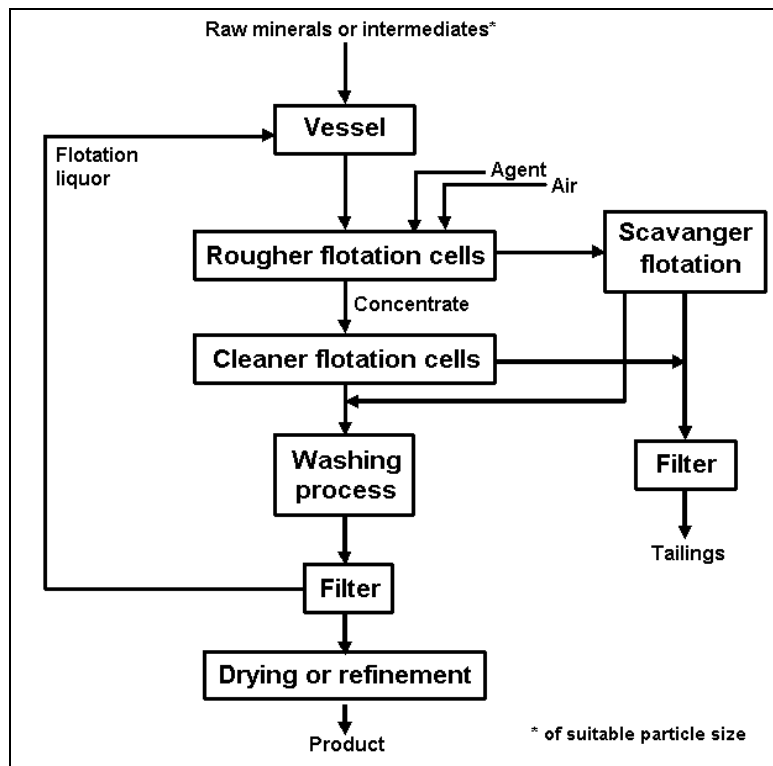 Raw minerals or intermediates*
Vessel
Flotation
liquor
Agent
Air
Rougher flotation cells
Scavanger
flotation
Concentrate
Cleaner flotation cells
Washing
process
Filter
Tailings
Filter
Drying or refinement
Product
* of suitable particle size